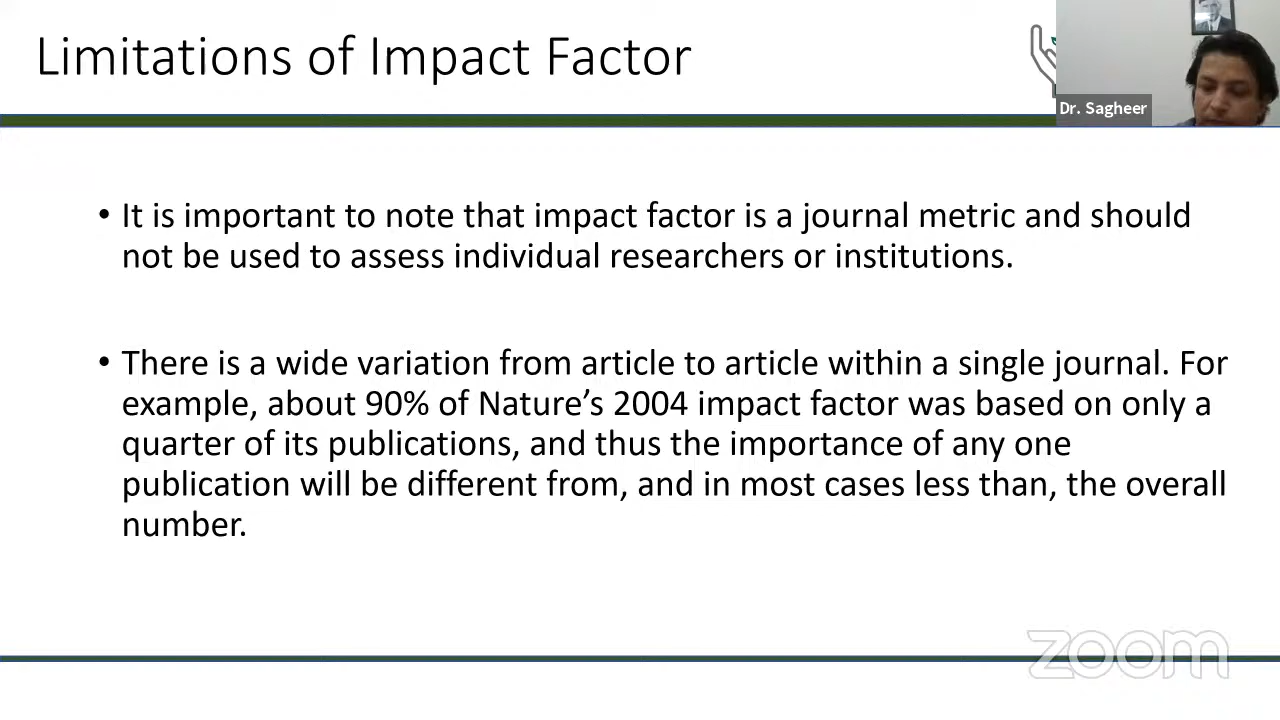 Limitations of Impact Factor
Dr. Sagheer
• It is important to note that impact factor is a journal metric and should
not be used to assess individual researchers or institutions.
• There is a wide variation from article to article within a single journal. For
example, about 90% of Nature’s 2004 impact factor was based on only a
quarter of its publications, and thus the importance of any one
publication will be different from, and in most cases less than, the overall
number.
zoom